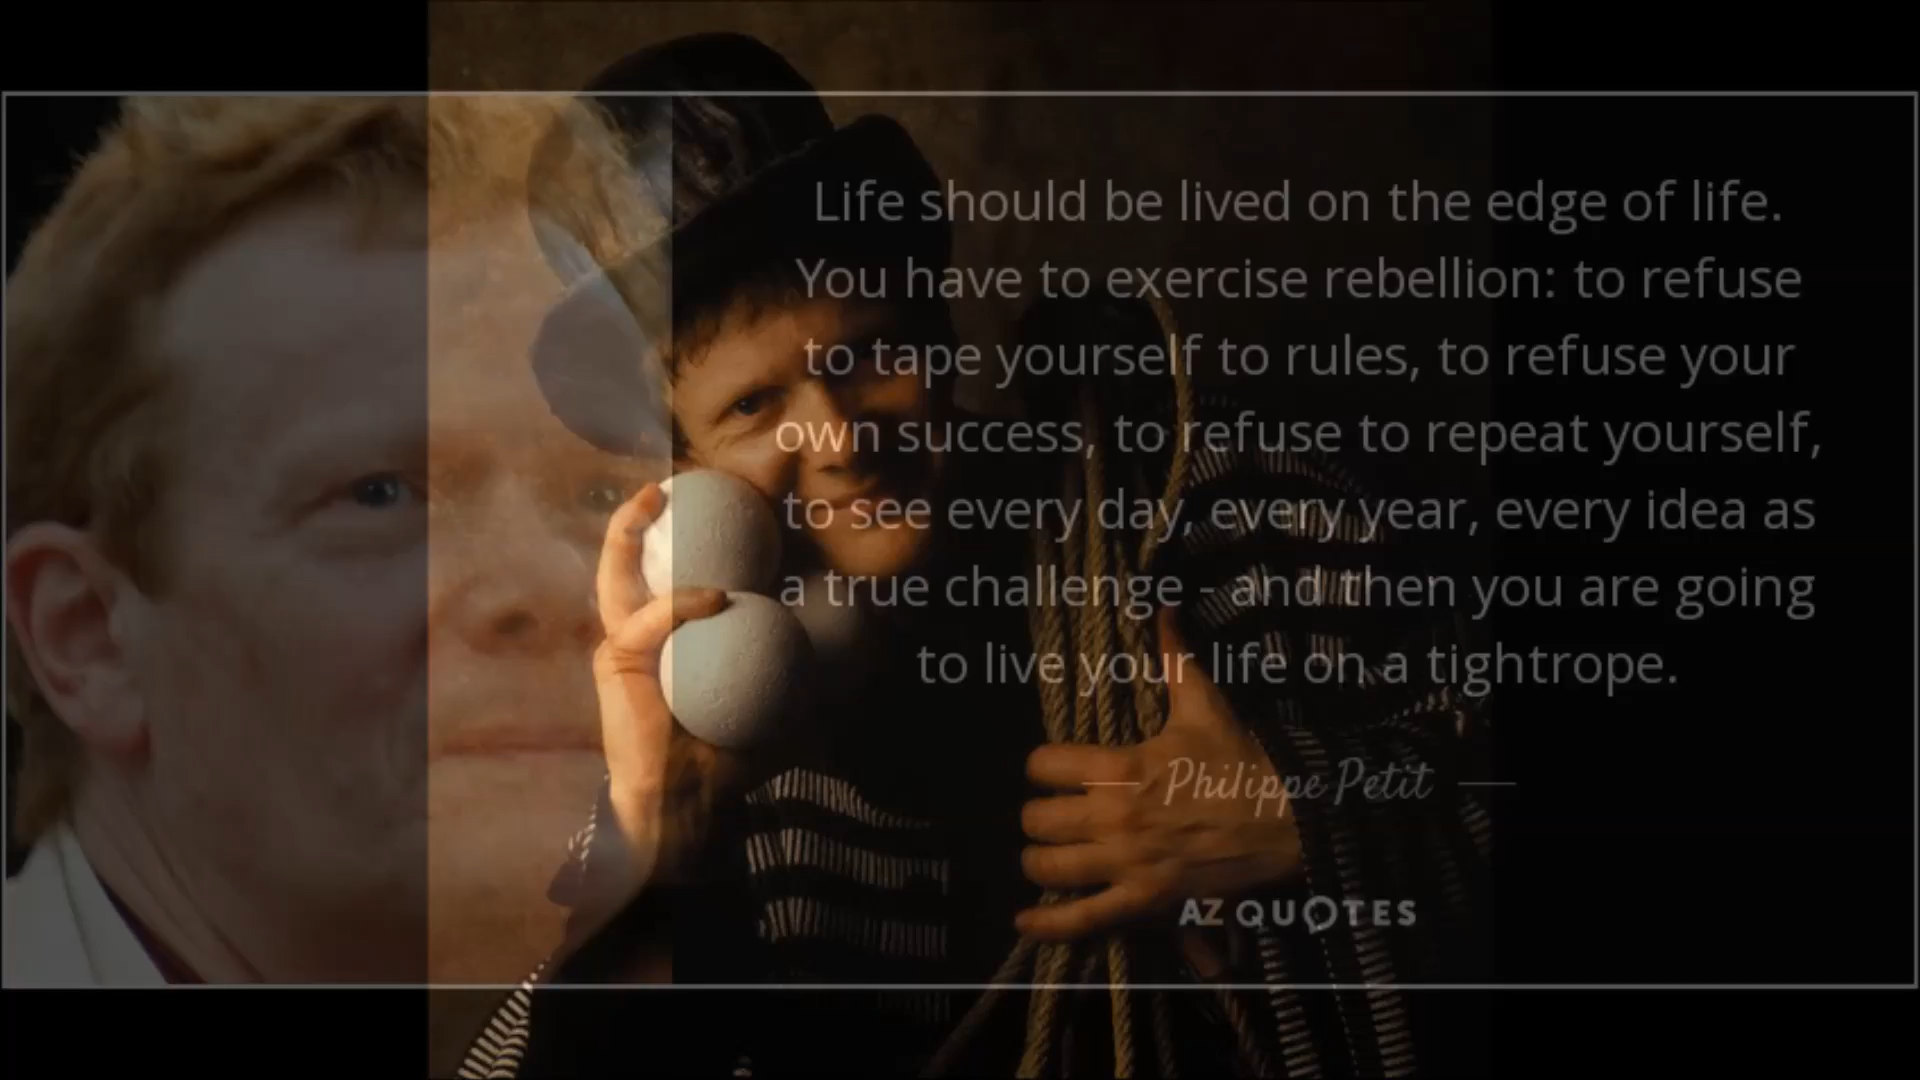 Life should be lived on the edge of life.
You have to exercise rebellion: to refuse
to tape yourself to rules, to refuse your
own success, to refuse to repeat yourself,
to see every day, every year, every idea as
a true challenge - and then you are going
to live your life on a tightrope.
— Philippe Petit —
AZ QUOTES